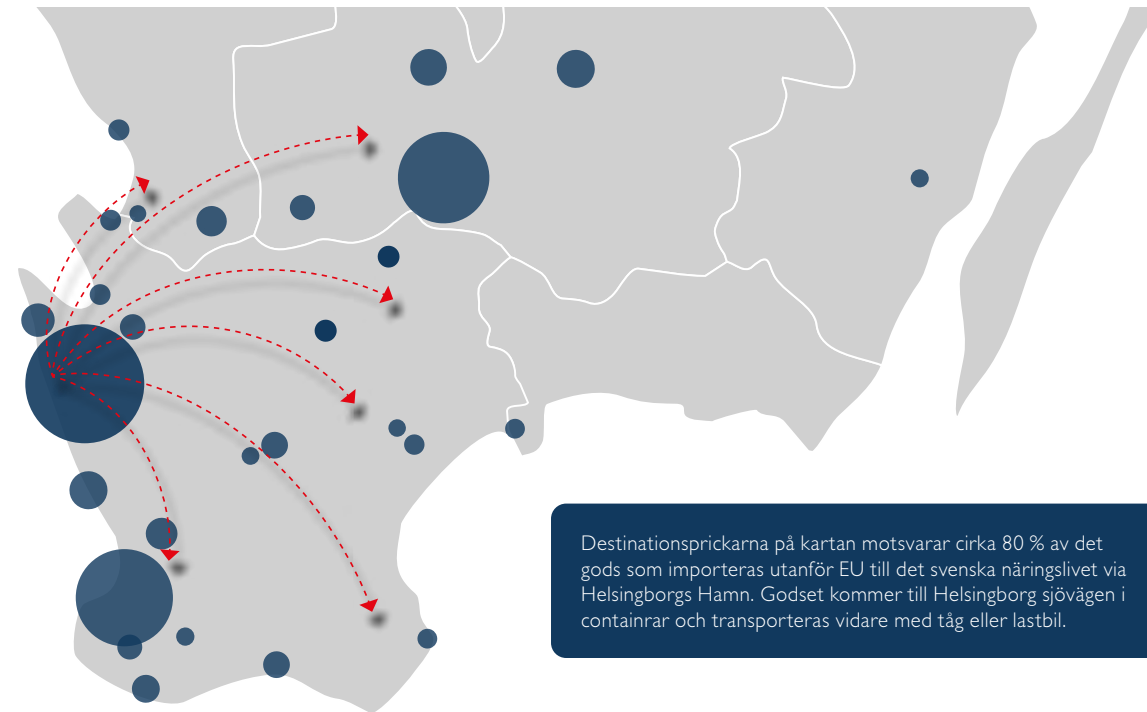 Destinationsprickarna på kartan motsvarar cirka 80 % av det
gods som importeras utanför EU till det svenska näringslivet via
Helsingborgs Hamn. Godset kommer till Helsingborg sjövägen i
containrar och transporteras vidare med tåg eller lastbil.